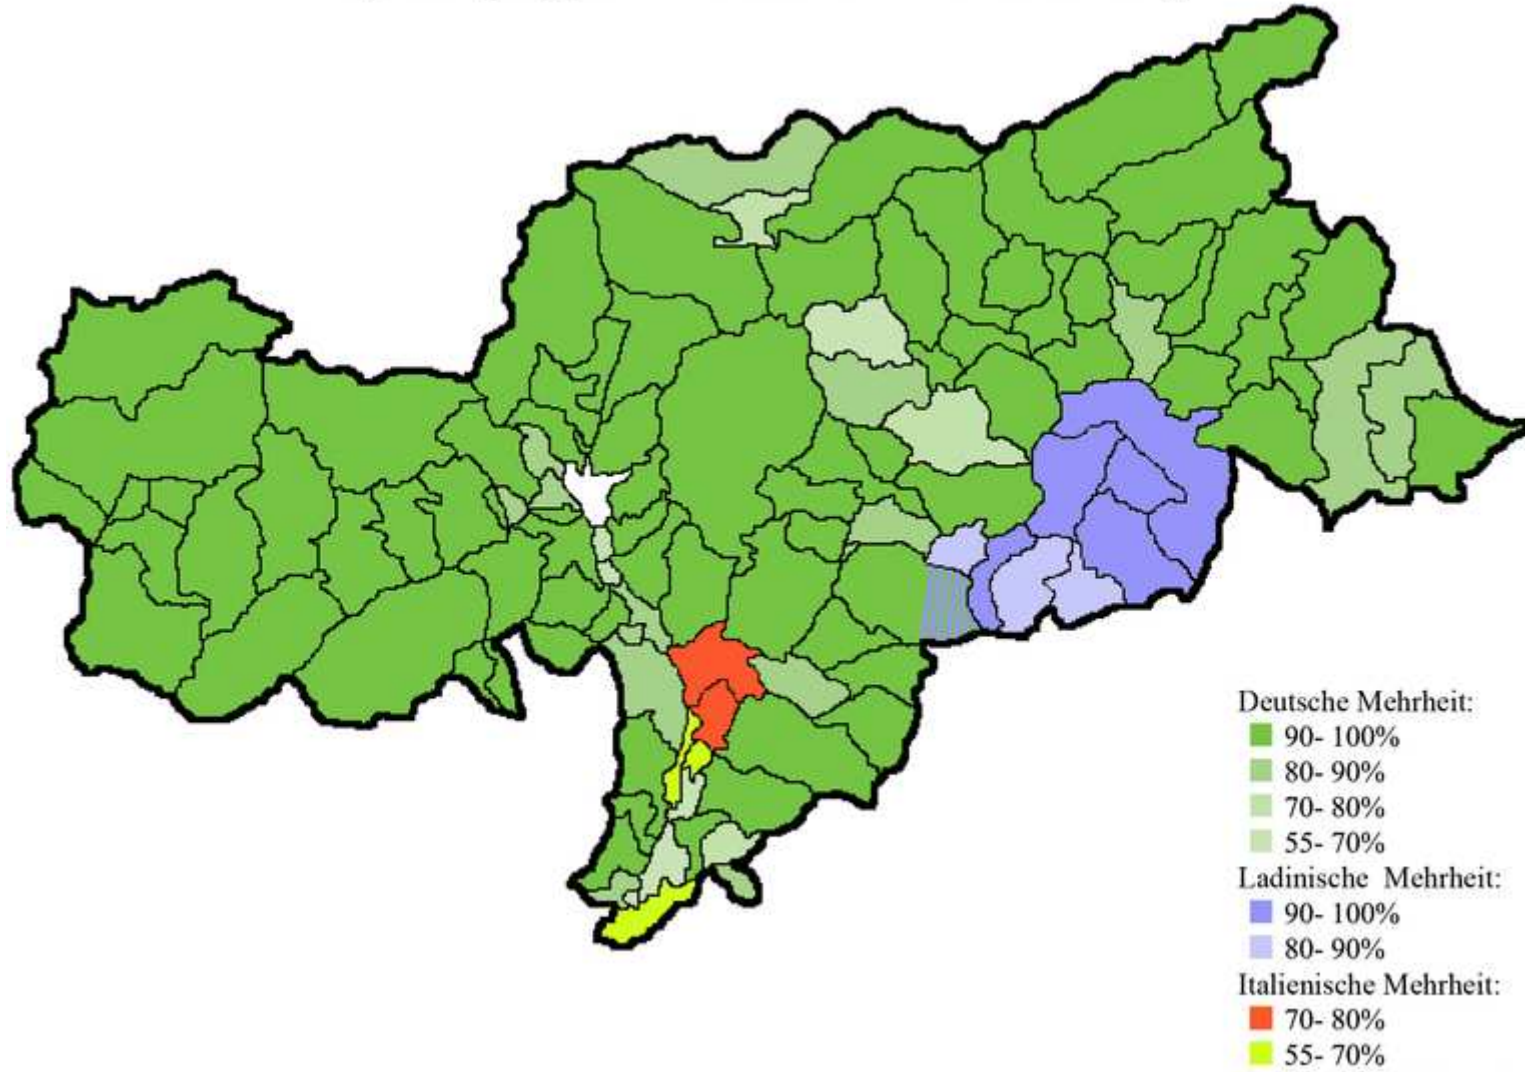 Deutsche Mehrheit:
90- 100%
80- 90%
70- 80%
55- 70%
Ladinische Mehrheit:
90- 100%
80- 90%
Italienische Mehrheit:
70- 80%
55- 70%